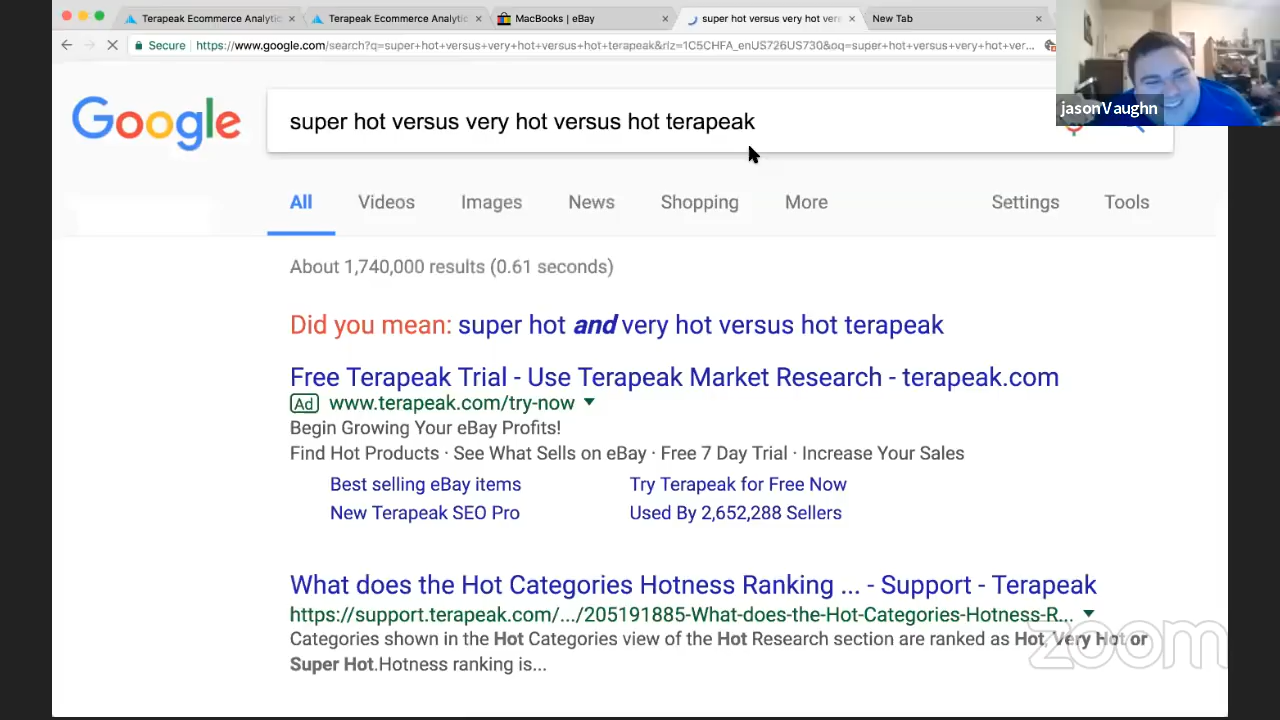 Terapeak Ecommerce Analytic
Terapeak Ecommerce Analytic
MacBooks | eBay
super hot versus very hot ver
New Tab
Secure
https://www.google.com/search?q=super+hot+versus+very+hot+versus+hot+terapeak&rlz=1C5CHFA_enUS726US730&oq=super+hot+versus+very+hot+ver...
jasonVaughn
Google
super hot versus very hot versus hot terapeak
All Videos Images News Shopping More Settings Tools
About 1,740,000 results (0.61 seconds)
Did you mean: super hot and very hot versus hot terapeak
Free Terapeak Trial - Use Terapeak Market Research - terapeak.com
Ad www.terapeak.com/try-now
Begin Growing Your eBay Profits!
Find Hot Products · See What Sells on eBay · Free 7 Day Trial · Increase Your Sales
Best selling eBay items Try Terapeak for Free Now
New Terapeak SEO Pro Used By 2,652,288 Sellers
What does the Hot Categories Hotness Ranking ... - Support - Terapeak
https://support.terapeak.com/.../205191885-What-does-the-Hot-Categories-Hotness-R...
Categories shown in the Hot Categories view of the Hot Research section are ranked as Hot, Very Hot or
Super Hot.Hotness ranking is...
zoom